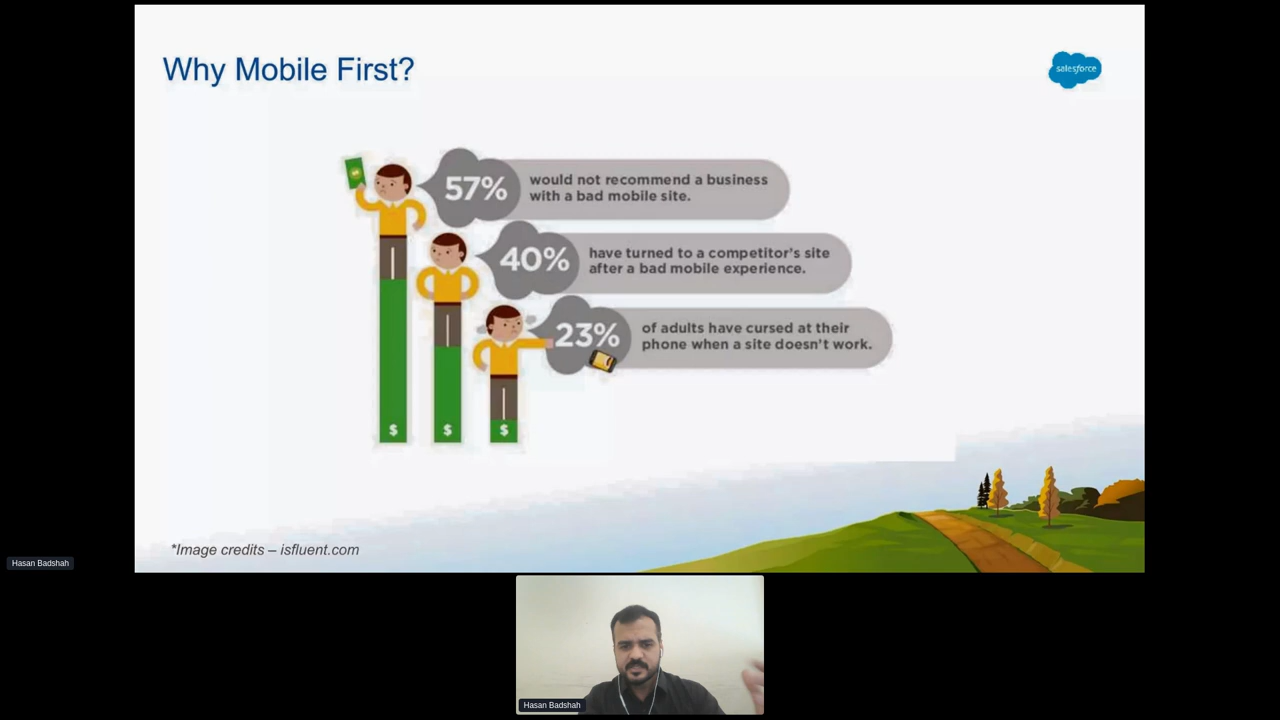 Why Mobile First?
salesforce
57%
would not recommend a business
with a bad mobile site.
40%
have turned to a competitor's site
after a bad mobile experience.
23%
of adults have cursed at their
phone when a site doesn't work.
$ $ $
*Image credits – isfluent.com
Hasan Badshah
Hasan Badshah